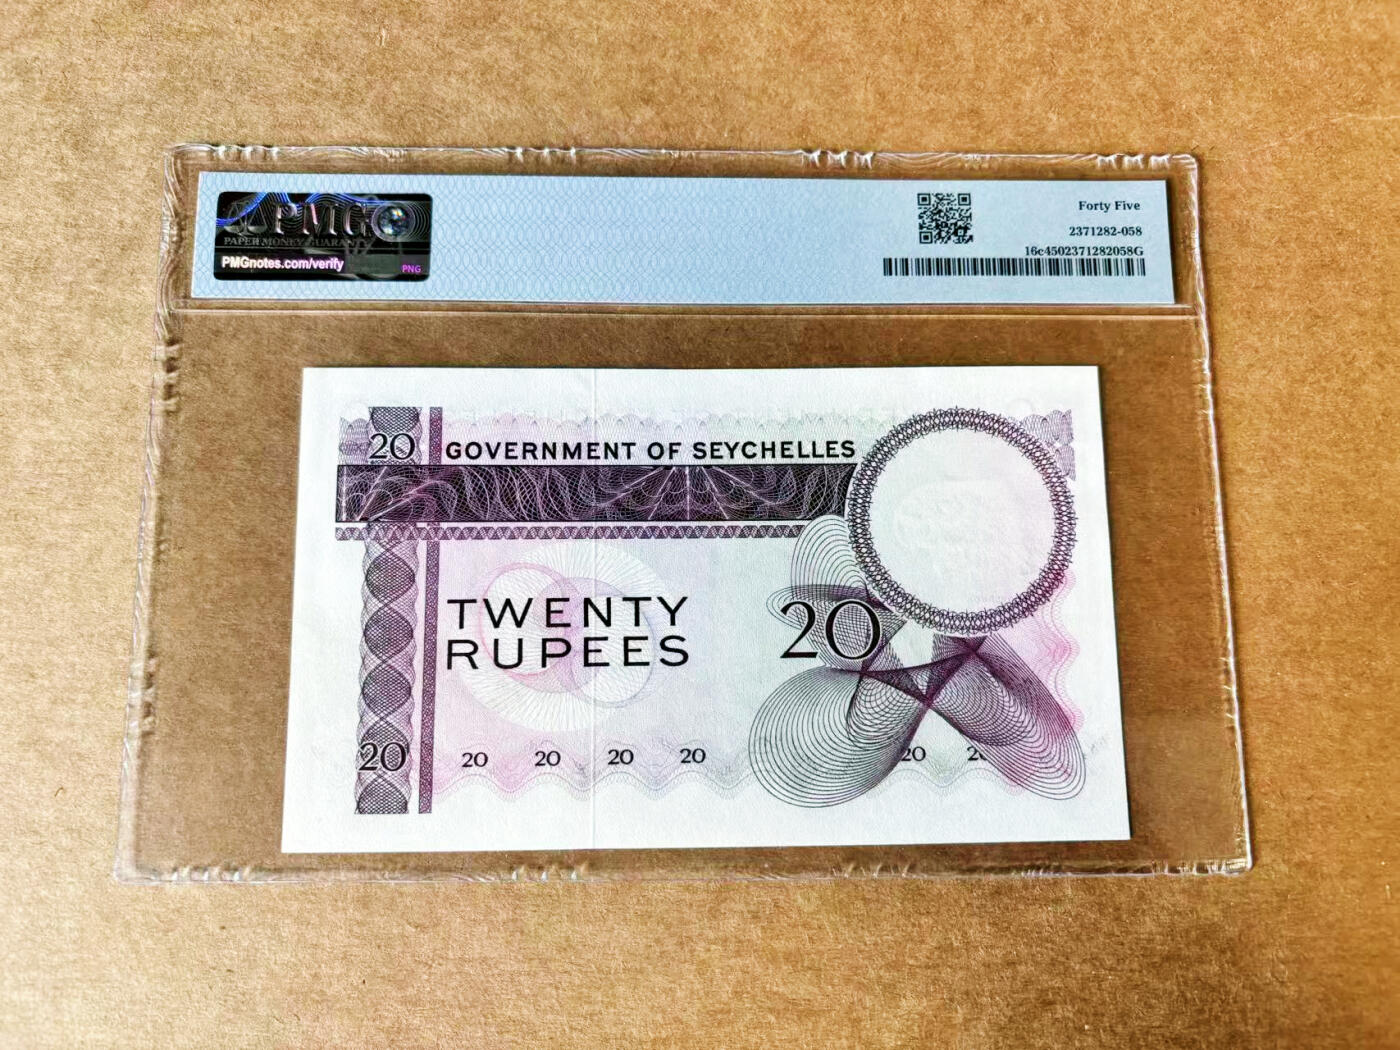 PMG
PAPER MONEY GUARANTY
PMGnotes.com/verify
PNG
Forty Five
2371282-058
16c4502371282058G
20
GOVERNMENT OF SEYCHELLES
TWENTY
RUPEES
20
20 20 20 20 20 20